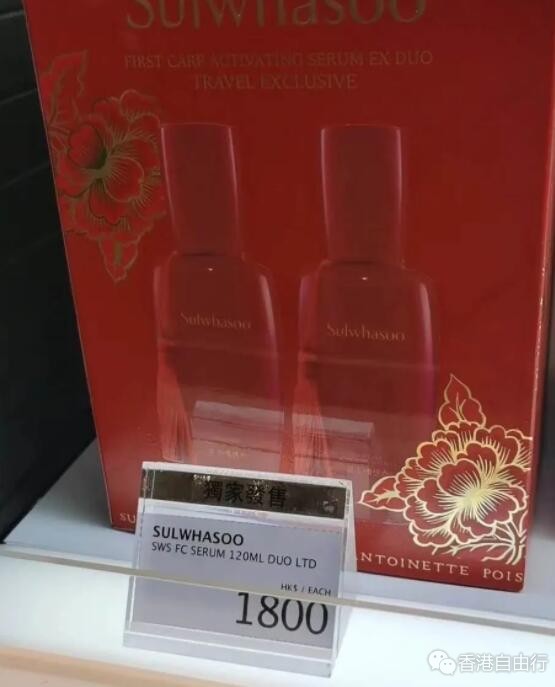 Sulwhasoo
FIRST CARE ACTIVATING SERUM EX DUO
TRAVEL EXCLUSIVE
Sulwhasoo
Sulwhasoo
獨家發售
SULWHASOO
SWS FC SERUM 120ML DUO LTD
HK$ / EACH
1800
SU
ANTOINETTE POIS
香港自由行